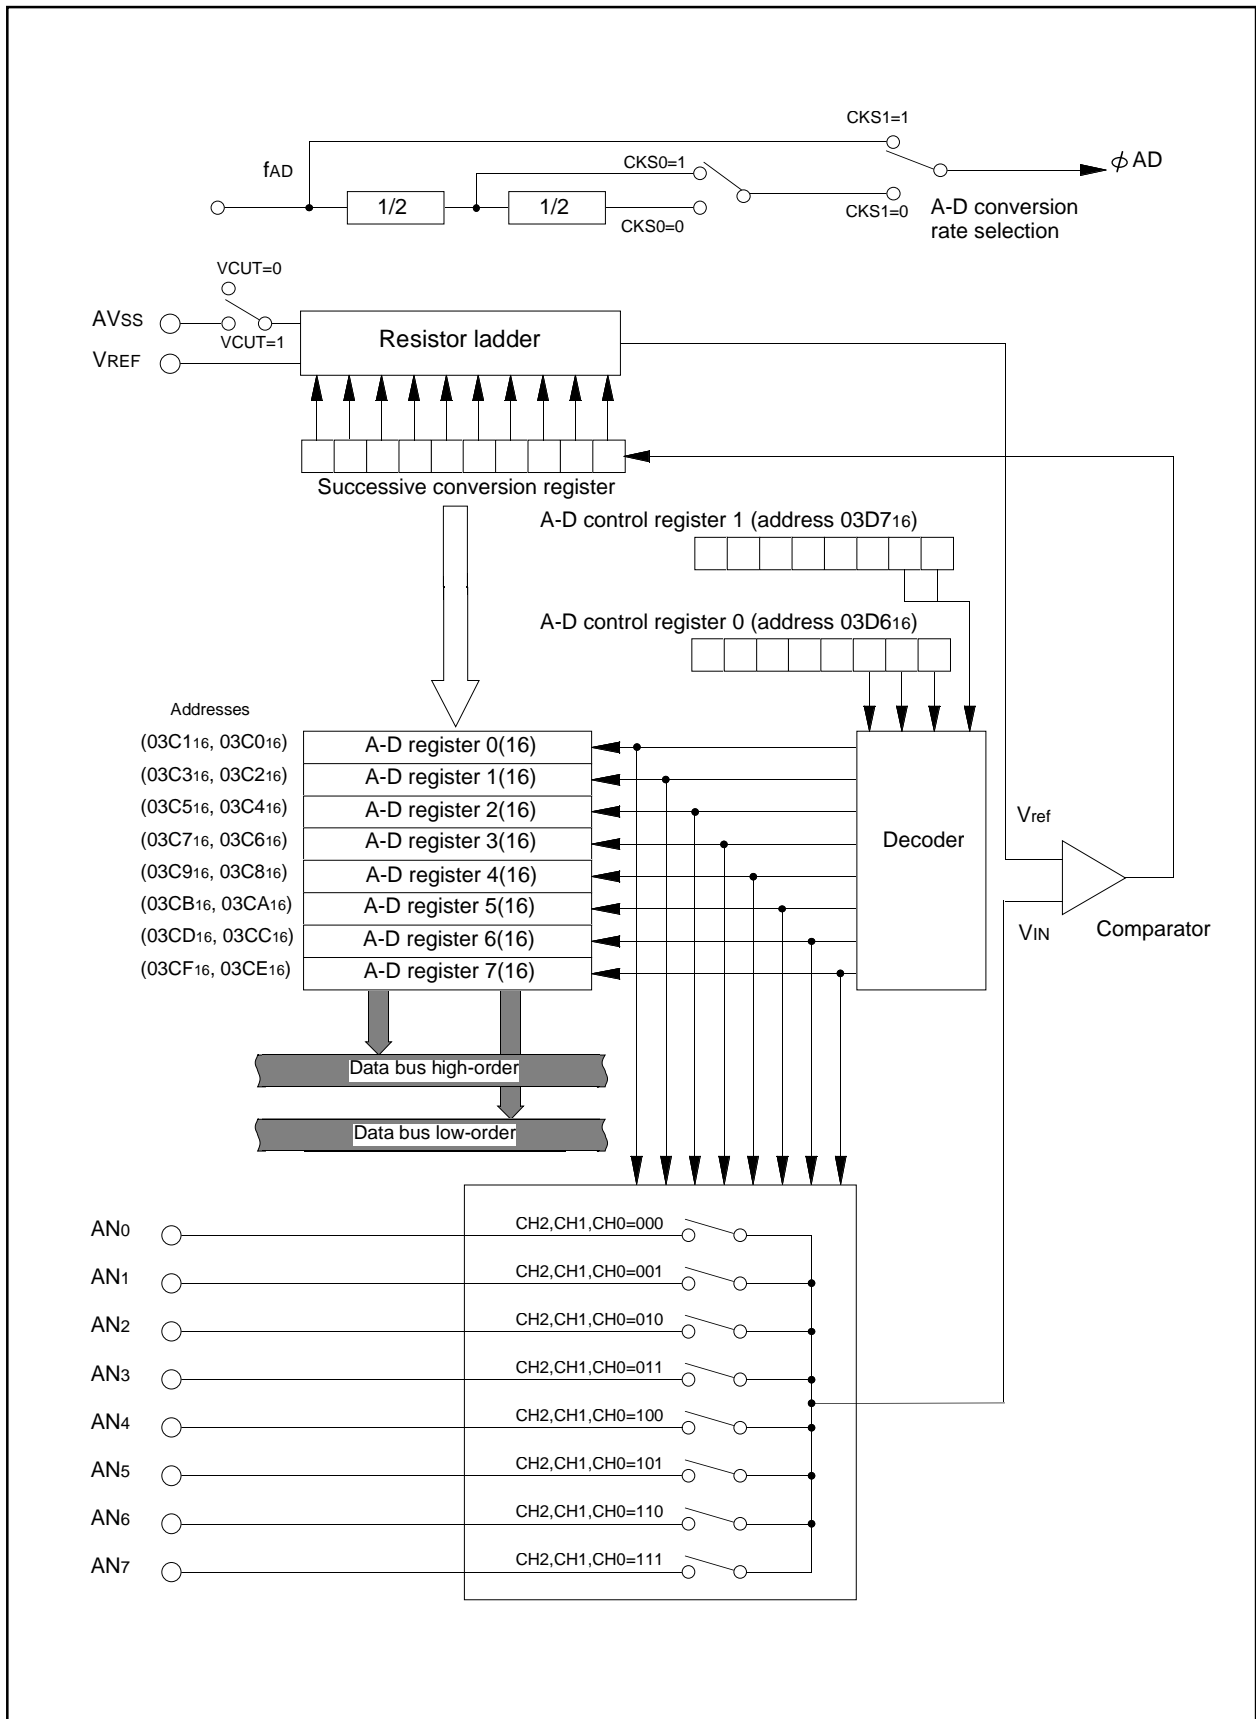 CKS1=1
fAD
CKS0=1
ϕ AD
1/2
1/2
CKS0=0
CKS1=0
A-D conversion
rate selection
VCUT=0
AVSS
VCUT=1
Resistor ladder
VREF
Successive conversion register
A-D control register 1 (address 03D716)
A-D control register 0 (address 03D616)
Addresses
(03C116, 03C016)
A-D register 0(16)
(03C316, 03C216)
A-D register 1(16)
(03C516, 03C416)
A-D register 2(16)
(03C716, 03C616)
A-D register 3(16)
(03C916, 03C816)
A-D register 4(16)
(03CB16, 03CA16)
A-D register 5(16)
(03CD16, 03CC16)
A-D register 6(16)
(03CF16, 03CE16)
A-D register 7(16)
Decoder
Vref
VIN
Comparator
Data bus high-order
Data bus low-order
AN0
CH2,CH1,CH0=000
AN1
CH2,CH1,CH0=001
AN2
CH2,CH1,CH0=010
AN3
CH2,CH1,CH0=011
AN4
CH2,CH1,CH0=100
AN5
CH2,CH1,CH0=101
AN6
CH2,CH1,CH0=110
AN7
CH2,CH1,CH0=111